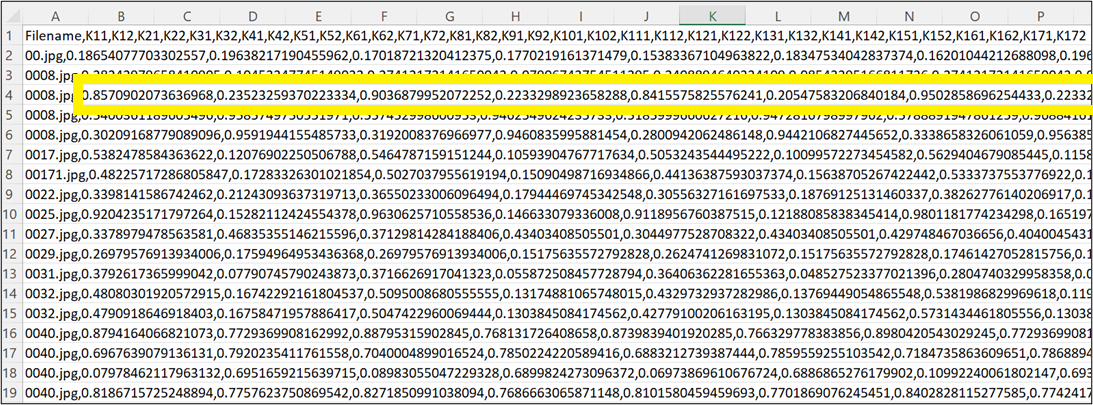 A B C D E F G H I J K L M N O P
1 Filename,K11,K12,K21,K22,K31,K32,K41,K42,K51,K52,K61,K62,K71,K72,K81,K82,K91,K92,K101,K102,K111,K112,K121,K122,K131,K132,K141,K142,K151,K152,K161,K162,K171,K172
2 00.jpg,0.18654077703302557,0.19638217190455962,0.17018721320412375,0.1770219161371479,0.15383367104963822,0.1834753404283737​4,0.1620104421268809​8,0.196
3 0008.jpg
4 0008.jpg,0.8570902073636968,0.23523259370223334,0.9036879952072252,0.2233298923658288,0.8415575825576241,0.20547583206840184,0.9502858696254433,0.22332
5 0008.jpg
6 0008.jpg,0.30209168779089096,0.9591944155485733,0.3192008376966977,0.9460835995881454,0.2800942062486148,0.9442106827445652,0.3338658326061059,0.956385
7 0017.jpg,0.5382478584363622,0.12076902250506788,0.5464787159151244,0.10593904767717634,0.5053243544495222,0.10099572273454582,0.5629404679085445,0.1158
8 00171.jpg,0.48225717286805847,0.17283326301021854,0.5027037955619194,0.15090498716934866,0.44136387593037374,0.15638705267422442,0.5333737553776922,0.1
9 0022.jpg,0.3398141586742462,0.21243093637319713,0.36550233006096494,0.17944469745342548,0.30556327161697533,0.18769125131460337,0.38262776140206917,0.1
10 0025.jpg,0.9204235171797264,0.15282112424554378,0.9630625710558536,0.146633079336008,0.9118956760387515,0.12188085838345414,0.9801181774234298,0.165197
11 0027.jpg,0.3378979478563581,0.46835355146215596,0.37129814284188406,0.43403408505501,0.3044977528708322,0.43403408505501,0.429748467036656,0.4040045431
12 0029.jpg,0.26979576913934006,0.17594964953436368,0.26979576913934006,0.15175635572792828,0.2624741269831072,0.15175635572792828,0.17461427052815756,0.1
13 0031.jpg,0.3792617365999042,0.07790745790243873,0.3716626917041323,0.055872508457728794,0.36406362281655363,0.048527523377021396,0.2804740329958358,0.0
14 0032.jpg,0.48080301920572915,0.16742292161804537,0.5095008680555555,0.13174881065748015,0.4329732937282986,0.13769449054865548,0.5381986829969618,0.119
15 0032.jpg,0.4790918646918403,0.16758471957886417,0.5047422960069444,0.1303845084174562,0.42779100206163195,0.1303845084174562,0.5731434461805556,0.13038
16 0040.jpg,0.8794164066821073,0.7729369908162992,0.88795315902845,0.768131726408658,0.8739839401920285,0.7663297783383856,0.8980420543029245,0.77293699081
17 0040.jpg,0.6967639079136131,0.7920235411761558,0.7040004899016524,0.7850224220589416,0.6883212739387444,0.7859559255103542,0.7184735863609651,0.7868894
18 0040.jpg,0.07978462117963132,0.6951659215639715,0.08983055047229328,0.6899824273096372,0.06973869610676724,0.6886865276179902,0.10992240061802147,0.693
19 0040.jpg,0.8186715725248894,0.7757623750869542,0.8271850991038094,0.7686663065871148,0.8101580459459693,0.7701869076245451,0.8402828115277585,0.7742417